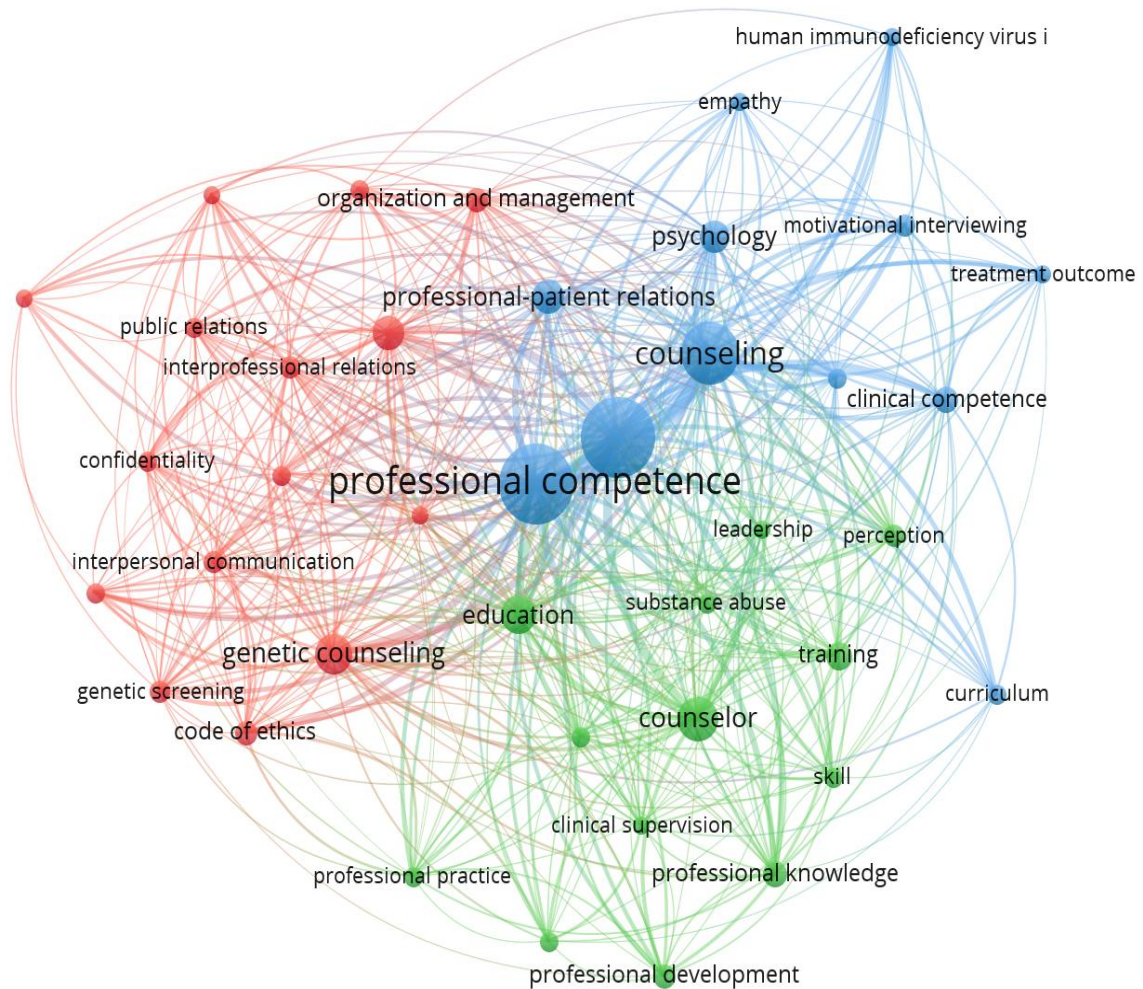 human immunodeficiency virus i
empathy
organization and management
motivational interviewing
psychology
treatment outcome
professional-patient relations
public relations
counseling
interprofessional relations
clinical competence
confidentiality
professional competence
leadership
perception
interpersonal communication
substance abuse
education
genetic counseling
training
genetic screening
curriculum
counselor
code of ethics
skill
clinical supervision
professional practice
professional knowledge
professional development